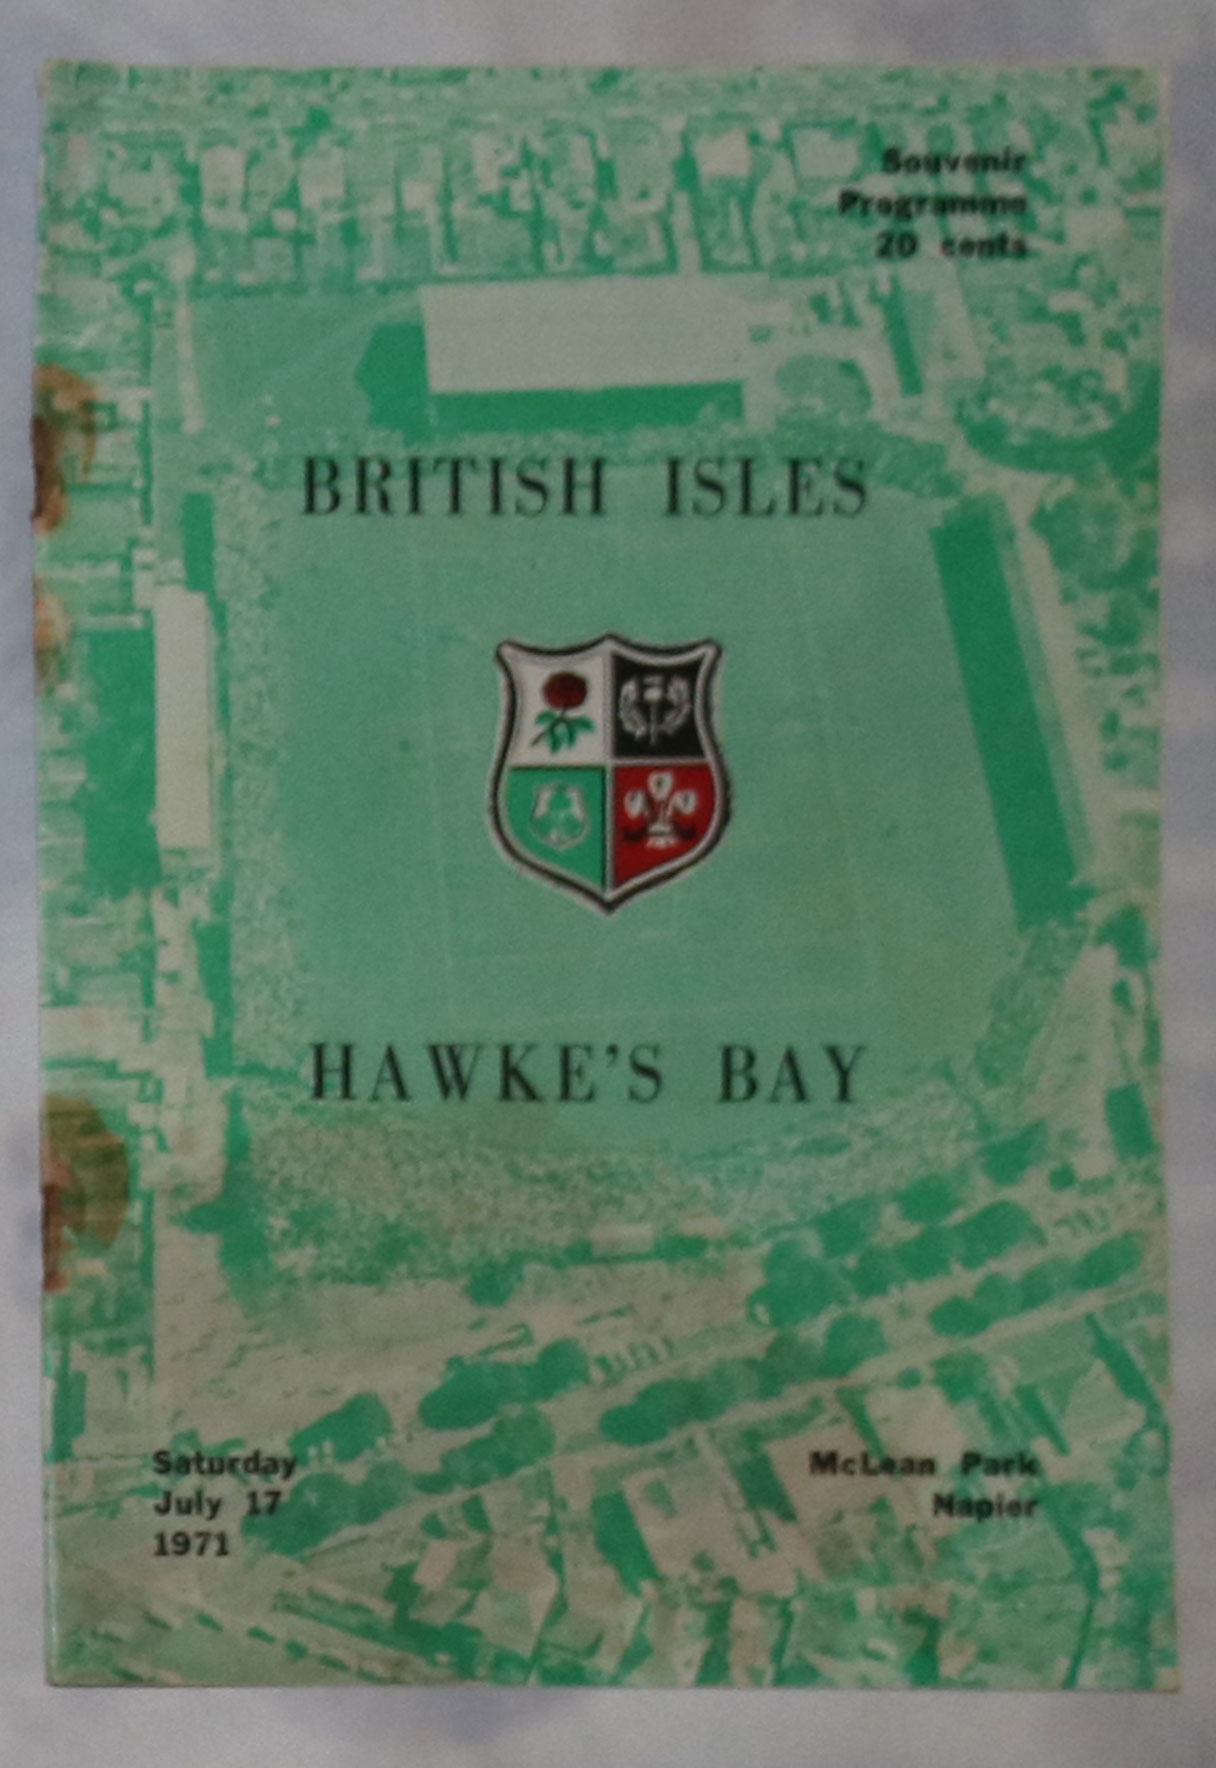 Souvenir
Programme
20 cents
BRITISH ISLES
HAWKE'S BAY
Saturday
July 17
1971
McLean Park
Napier